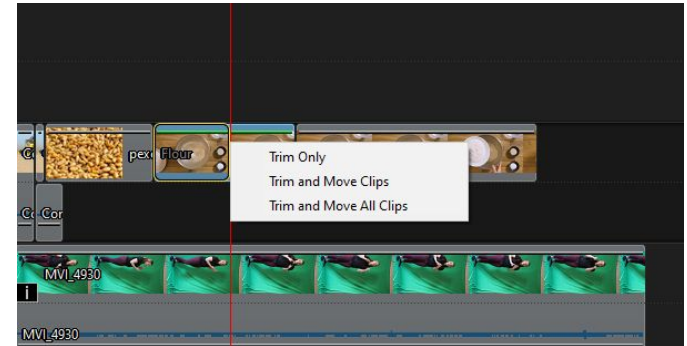 pex
Flour
Trim Only
Trim and Move Clips
Trim and Move All Clips
Cor
MVI_4930
i
MVI_4930